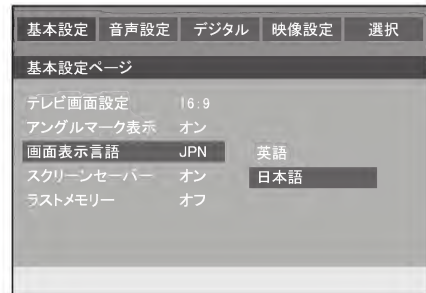 基本設定 音声設定 デジタル 映像設定 選択
基本設定ページ
テレビ画面設定 16:9
アングルマーク表示 オン
画面表示言語 JPN 英語
スクリーンセーバー オン 日本語
ラストメモリー オフ